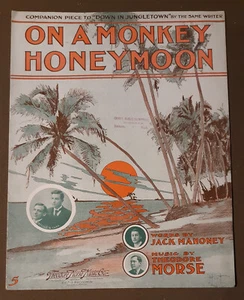 COMPANION PIECE TO "DOWN IN JUNGLETOWN" BY THE SAME WRITER
ON A MONKEY
HONEYMOON
WORDS BY
JACK MAHONEY
MUSIC BY
THEODORE
MORSE
5